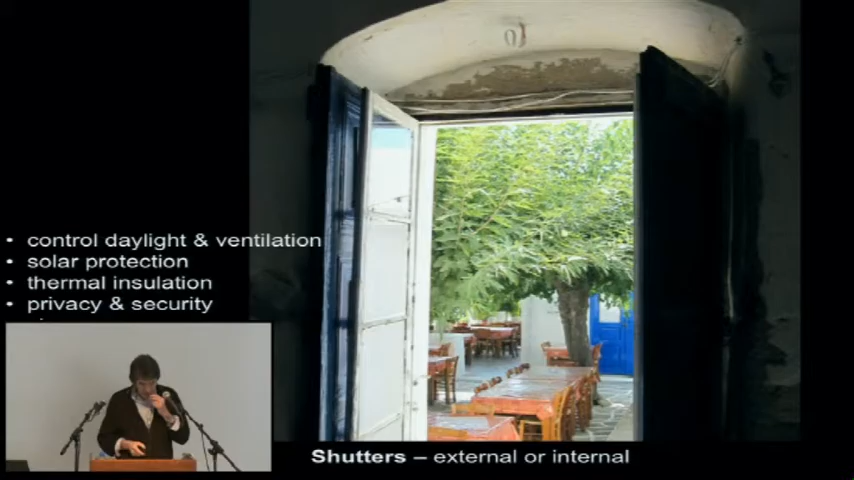 • control daylight & ventilation
• solar protection
• thermal insulation
• privacy & security
Shutters – external or internal